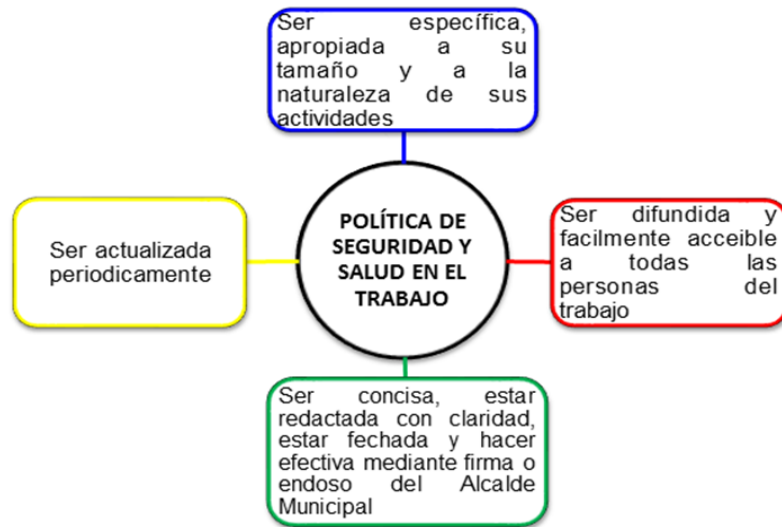 Ser específica,
apropiada a su
tamaño y a la
naturaleza de sus
actividades
Ser actualizada
periodicamente
POLÍTICA DE
SEGURIDAD Y
SALUD EN EL
TRABAJO
Ser difundida y
facilmente acceible
a todas las
personas del
trabajo
Ser concisa, estar
redactada con claridad,
estar fechada y hacer
efectiva mediante firma o
endoso del Alcalde
Municipal